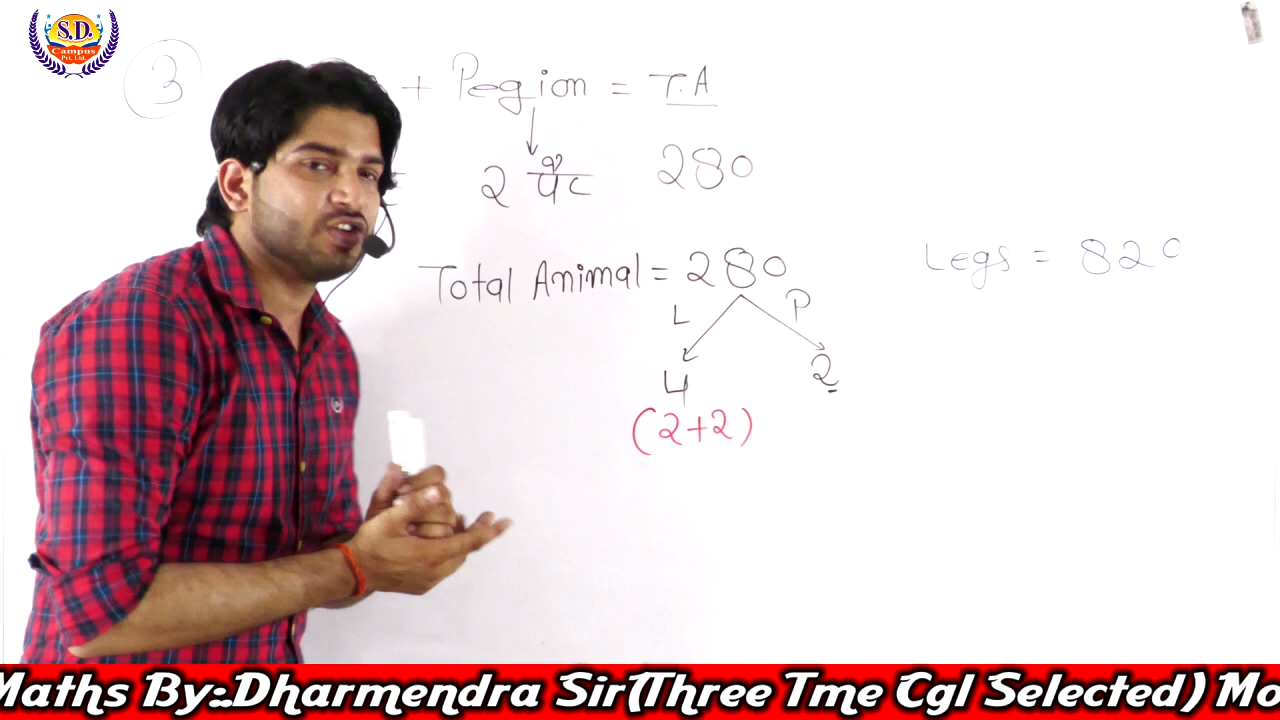 S.D.
Campus
Pvt. Ltd.
3
+ Pegion = T.A
2 पैर 280
Total Animal = 280
Legs = 820
L P
4 2
(2+2)
Maths By:.Dharmendra Sir(Three Tme Cgl Selected) Mo